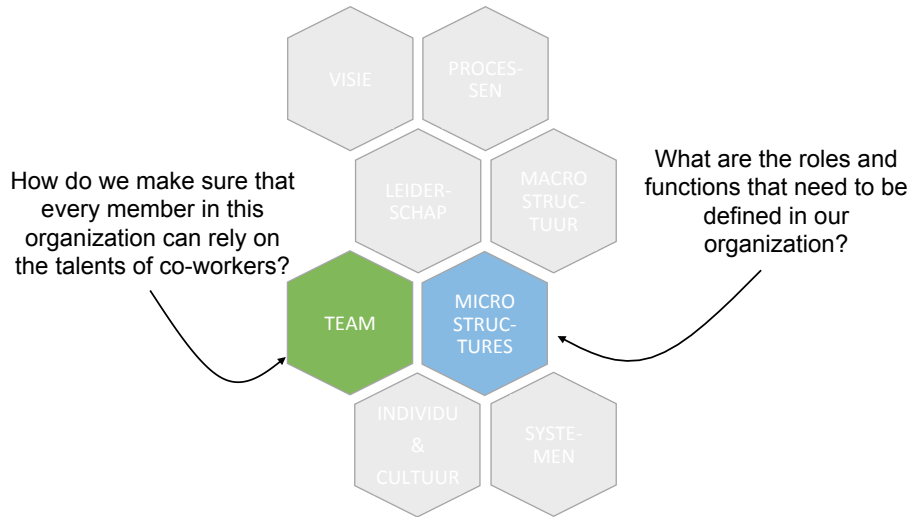 VISIE
PROCES-
SEN
LEIDER-
SCHAP
MACRO
STRUC-
TUUR
How do we make sure that
every member in this
organization can rely on
the talents of co-workers?
What are the roles and
functions that need to be
defined in our
organization?
TEAM
MICRO
STRUC-
TURES
INDIVIDU
&
CULTUUR
SYSTE-
MEN